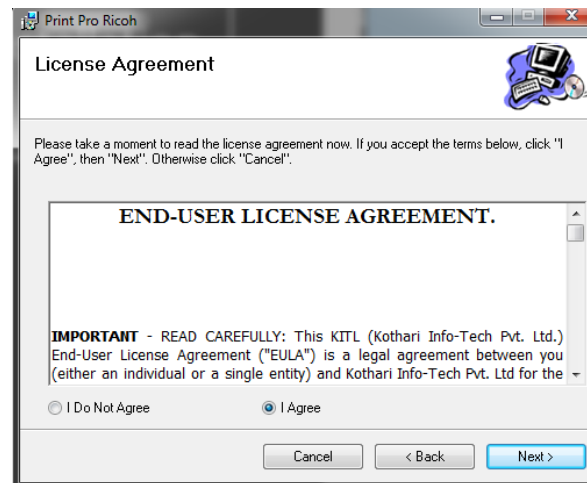 Print Pro Ricoh
License Agreement
Please take a moment to read the license agreement now. If you accept the terms below, click "I
Agree", then "Next". Otherwise click "Cancel".
END-USER LICENSE AGREEMENT.
IMPORTANT - READ CAREFULLY: This KITL (Kothari Info-Tech Pvt. Ltd.)
End-User License Agreement ("EULA") is a legal agreement between you
(either an individual or a single entity) and Kothari Info-Tech Pvt. Ltd for the
I Do Not Agree
I Agree
Cancel
< Back
Next >